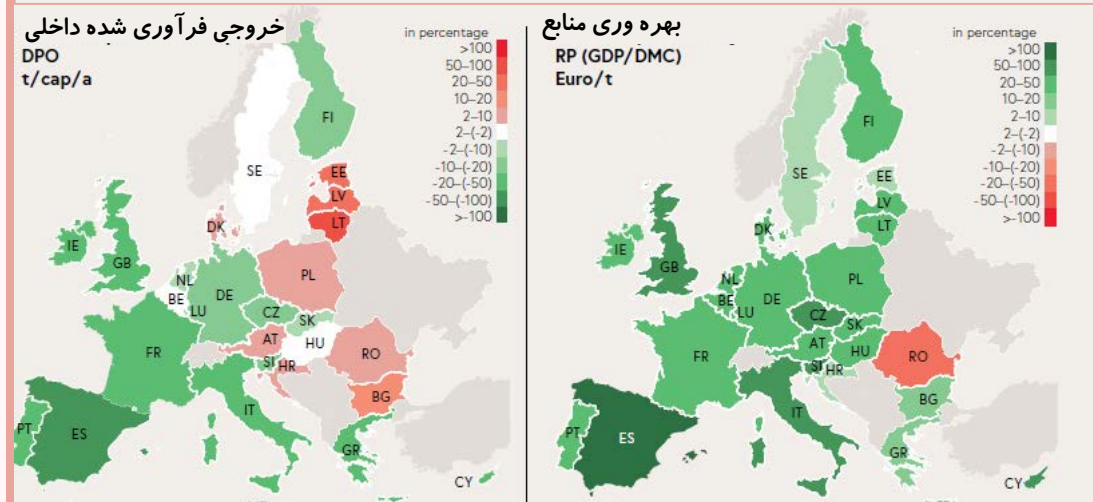 خروجی فرآوری شده داخلی
DPO
t/cap/a
in percentage
>100
50–100
20–50
10–20
2–10
2–(-2)
-2–(-10)
-10–(-20)
-20–(-50)
-50–(-100)
>-100
FI
SE
EE
LV
LT
DK
IE
GB
NL
BE
LU
DE
PL
CZ
SK
FR
AT
HU
SI
HR
RO
BG
IT
PT
ES
GR
CY
بهره وری منابع
RP (GDP/DMC)
Euro/t
in percentage
>100
50–100
20–50
10–20
2–10
2–(-2)
-2–(-10)
-10–(-20)
-20–(-50)
-50–(-100)
>-100
FI
SE
EE
LV
LT
DK
IE
GB
NL
BE
LU
DE
PL
CZ
SK
FR
AT
HU
SI
HR
RO
BG
IT
PT
ES
GR
CY